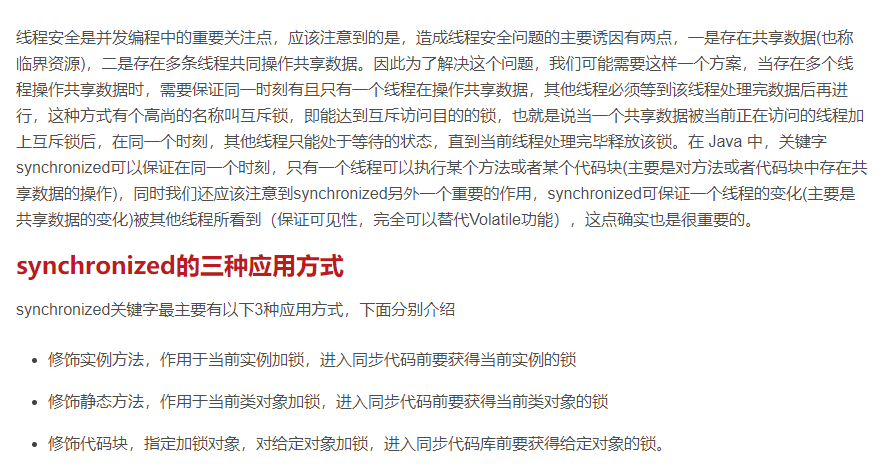 线程安全是并发编程中的重要关注点，应该注意到的是，造成线程安全问题的主要诱因有两点，一是存在共享数据(也称
临界资源)，二是存在多条线程共同操作共享数据。因此为了解决这个问题，我们可能需要这样一个方案，当存在多个线
程操作共享数据时，需要保证同一时刻有且只有一个线程在操作共享数据，其他线程必须等到该线程处理完数据后再进
行，这种方式有个高尚的名称叫互斥锁，即能达到互斥访问目的的锁，也就是说当一个共享数据被当前正在访问的线程加
上互斥锁后，在同一个时刻，其他线程只能处于等待的状态，直到当前线程处理完毕释放该锁。在 Java 中，关键字
synchronized可以保证在同一个时刻，只有一个线程可以执行某个方法或者某个代码块(主要是对方法或者代码块中存在共
享数据的操作)，同时我们还应该注意到synchronized另外一个重要的作用，synchronized可保证一个线程的变化(主要是
共享数据的变化)被其他线程所看到（保证可见性，完全可以替代Volatile功能），这点确实也是很重要的。
synchronized的三种应用方式
synchronized关键字最主要有以下3种应用方式，下面分别介绍
• 修饰实例方法，作用于当前实例加锁，进入同步代码前要获得当前实例的锁
• 修饰静态方法，作用于当前类对象加锁，进入同步代码前要获得当前类对象的锁
• 修饰代码块，指定加锁对象，对给定对象加锁，进入同步代码库前要获得给定对象的锁。